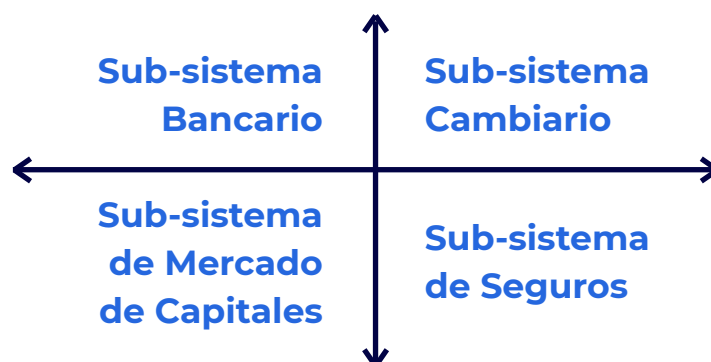 Sub-sistema
Bancario
Sub-sistema
Cambiario
Sub-sistema
de Mercado
de Capitales
Sub-sistema
de Seguros